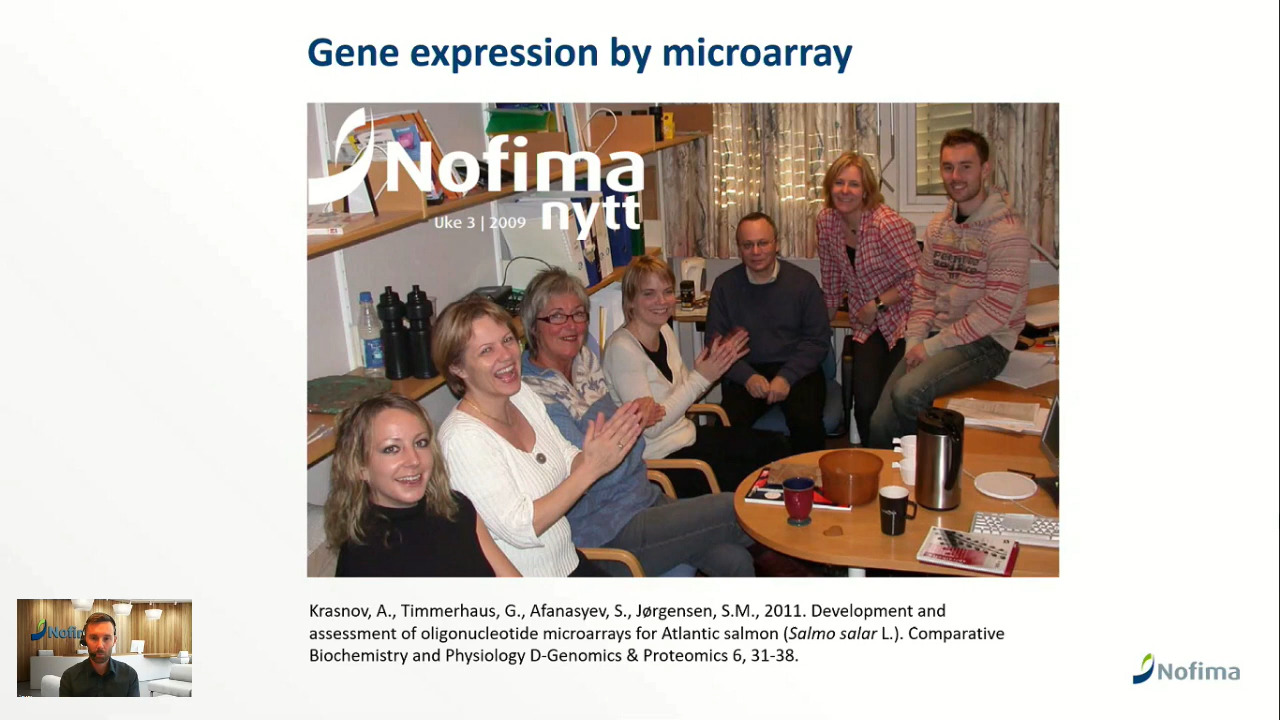 Gene expression by microarray
Nofima
nytt
Uke 3 | 2009
Krasnov, A., Timmerhaus, G., Afanasyev, S., Jørgensen, S.M., 2011. Development and
assessment of oligonucleotide microarrays for Atlantic salmon (Salmo salar L.). Comparative
Biochemistry and Physiology D-Genomics & Proteomics 6, 31-38.
Nofima